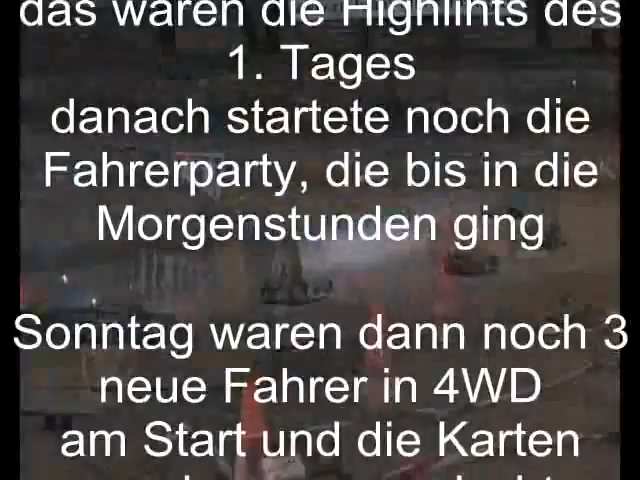 das waren die Highlihts des
1. Tages
danach startete noch die
Fahrerparty, die bis in die
Morgenstunden ging
Sonntag waren dann noch 3
neue Fahrer in 4WD
am Start und die Karten